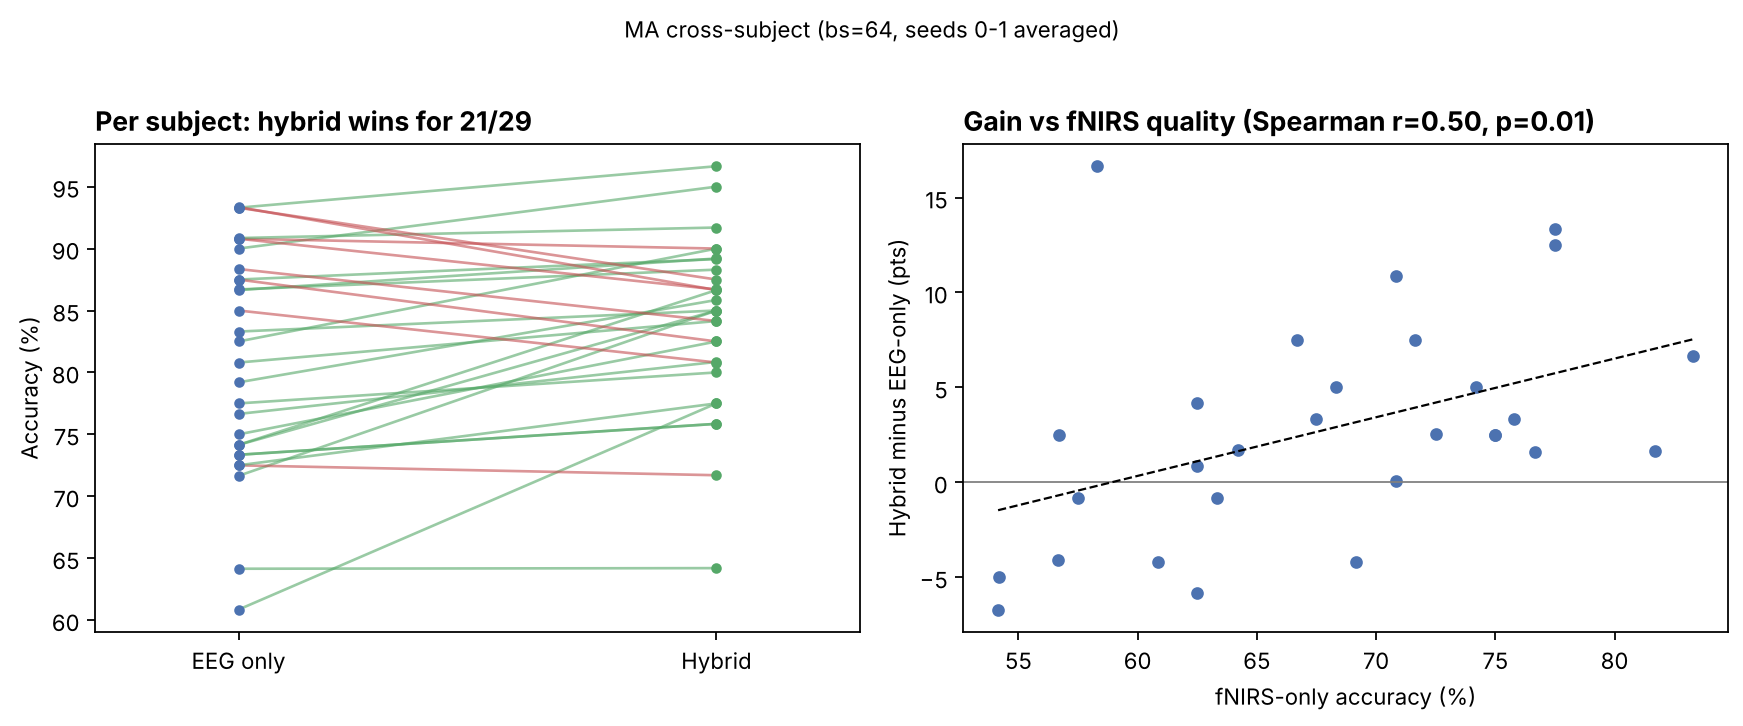 MA cross-subject (bs=64, seeds 0-1 averaged)
Per subject: hybrid wins for 21/29
Accuracy (%)
95
90
85
80
75
70
65
60
EEG only
Hybrid
Gain vs fNIRS quality (Spearman r=0.50, p=0.01)
Hybrid minus EEG-only (pts)
15
10
5
0
−5
55
60
65
70
75
80
fNIRS-only accuracy (%)